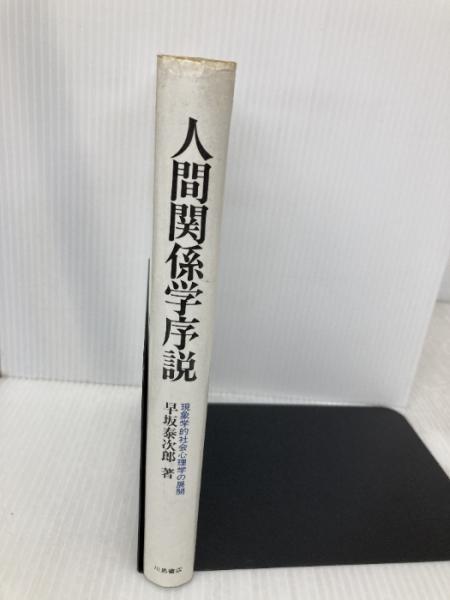 人間関係学序説
現象学的社会心理学の展開
早坂泰次郎 著
川島書店